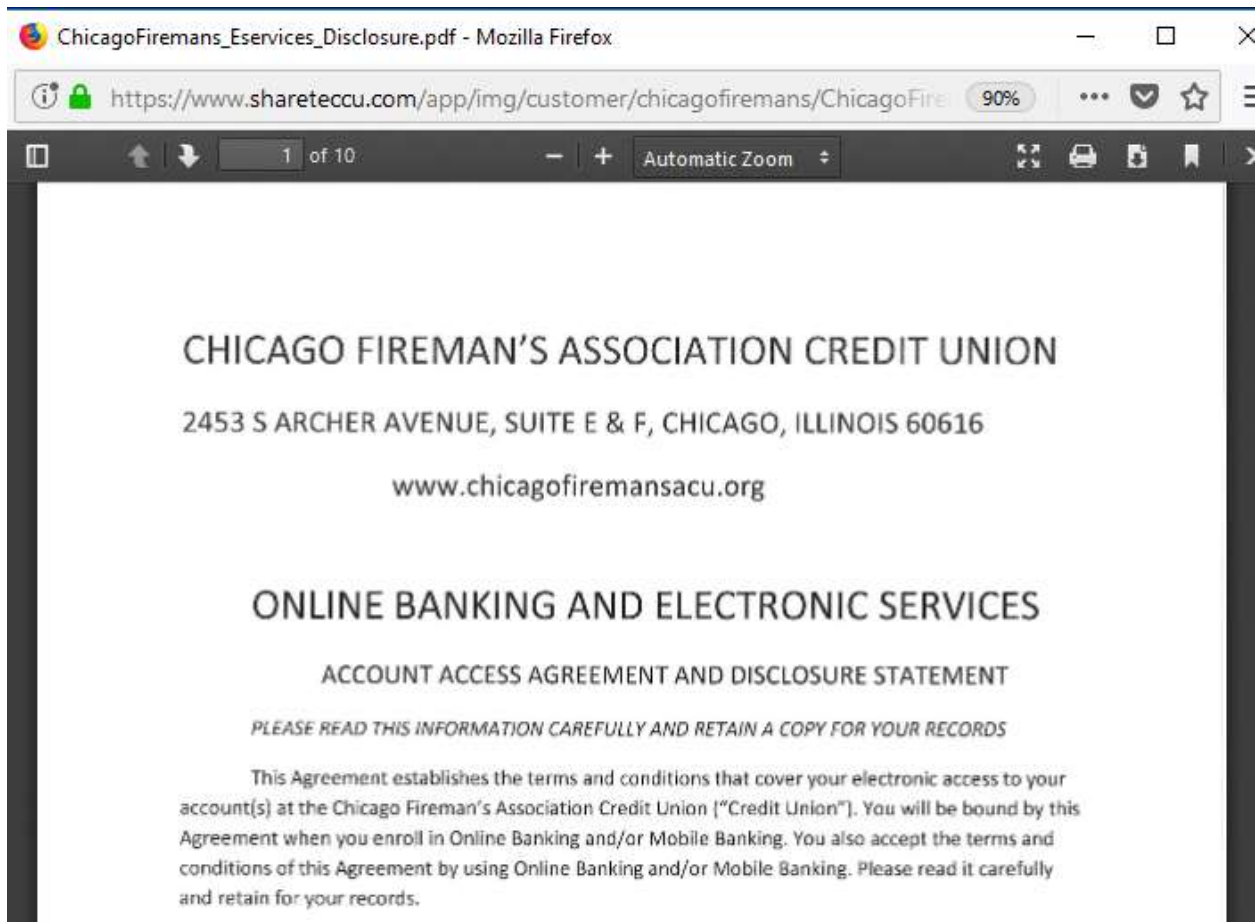 ChicagoFiremans_Eservices_Disclosure.pdf - Mozilla Firefox
https://www.shareteccu.com/app/img/customer/chicagofiremans/ChicagoFire 90%
1 of 10 Automatic Zoom
CHICAGO FIREMAN'S ASSOCIATION CREDIT UNION
2453 S ARCHER AVENUE, SUITE E & F, CHICAGO, ILLINOIS 60616
www.chicagofiremansacu.org
ONLINE BANKING AND ELECTRONIC SERVICES
ACCOUNT ACCESS AGREEMENT AND DISCLOSURE STATEMENT
PLEASE READ THIS INFORMATION CAREFULLY AND RETAIN A COPY FOR YOUR RECORDS
This Agreement establishes the terms and conditions that cover your electronic access to your
account(s) at the Chicago Fireman's Association Credit Union ("Credit Union"). You will be bound by this
Agreement when you enroll in Online Banking and/or Mobile Banking. You also accept the terms and
conditions of this Agreement by using Online Banking and/or Mobile Banking. Please read it carefully
and retain for your records.